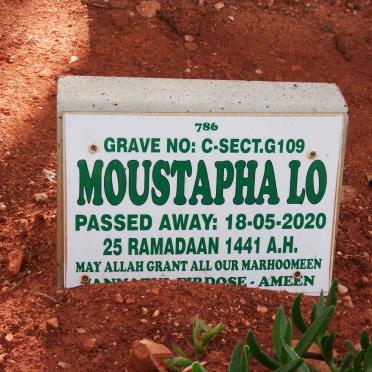 786
GRAVE NO: C-SECT.G109
MOUSTAPHA LO
PASSED AWAY: 18-05-2020
25 RAMADAAN 1441 A.H.
MAY ALLAH GRANT ALL OUR MARHOOMEEN
FIRDOSE - AMEEN